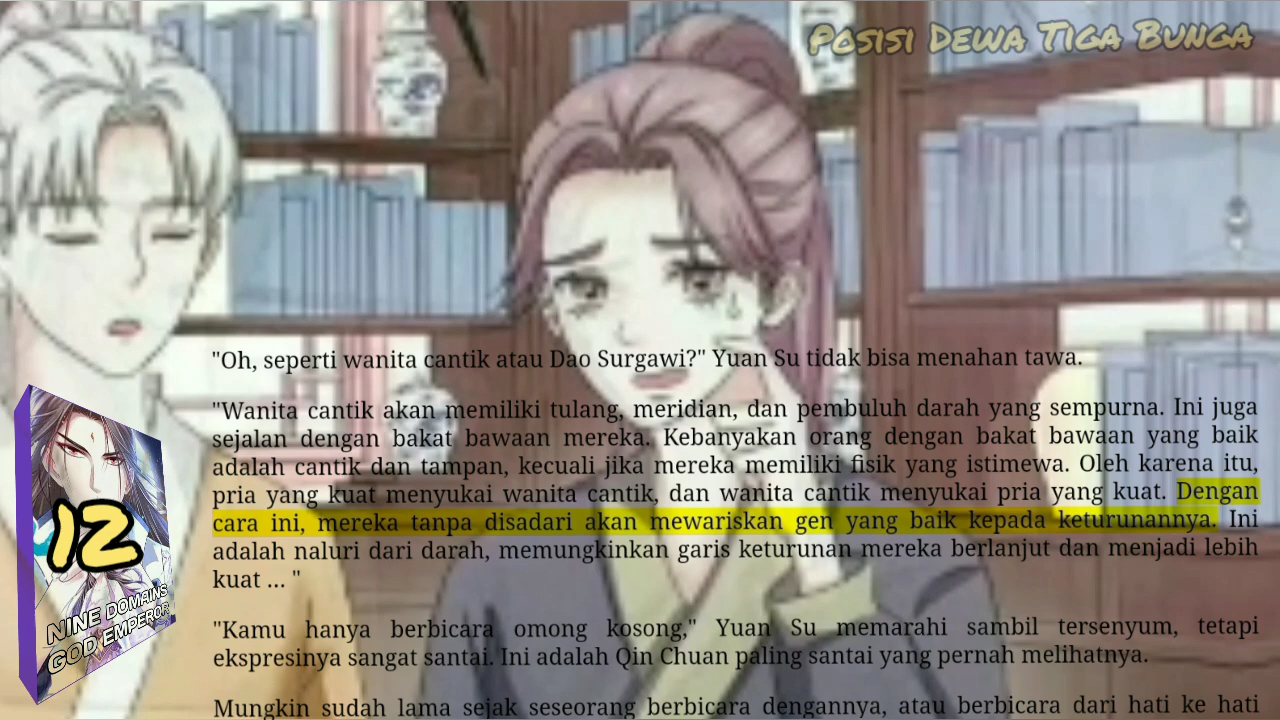 Posisi Dewa Tiga Bunga
"Oh, seperti wanita cantik atau Dao Surgawi?" Yuan Su tidak bisa menahan tawa.
"Wanita cantik akan memiliki tulang, meridian, dan pembuluh darah yang sempurna. Ini juga
sejalan dengan bakat bawaan mereka. Kebanyakan orang dengan bakat bawaan yang baik
adalah cantik dan tampan, kecuali jika mereka memiliki fisik yang istimewa. Oleh karena itu,
pria yang kuat menyukai wanita cantik, dan wanita cantik menyukai pria yang kuat. Dengan
cara ini, mereka tanpa disadari akan mewariskan gen yang baik kepada keturunannya. Ini
adalah naluri dari darah, memungkinkan garis keturunan mereka berlanjut dan menjadi lebih
kuat ... "
"Kamu hanya berbicara omong kosong," Yuan Su memarahi sambil tersenyum, tetapi
ekspresinya sangat santai. Ini adalah Qin Chuan paling santai yang pernah melihatnya.
Mungkin sudah lama sejak seseorang berbicara dengannya, atau berbicara dari hati ke hati
12
NINE DOMAINS
GOD EMPEROR